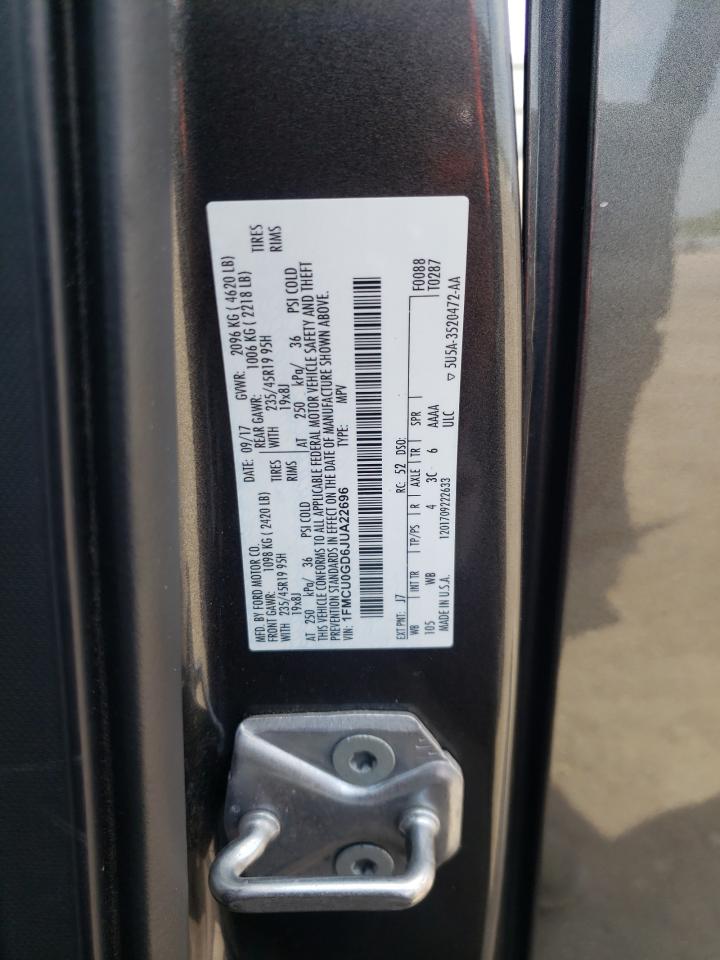 MFD. BY FORD MOTOR CO. DATE: 09/17 GVWR: 2096 KG ( 4620 LB)
FRONT GAWR: 1098 KG ( 2420 LB) REAR GAWR: 1006 KG ( 2218 LB)
WITH 235/45R19 95H TIRES WITH 235/45R19 95H TIRES
19x8J RIMS 19x8J RIMS
AT 250 kPa/ 36 PSI COLD AT 250 kPa/ 36 PSI COLD
THIS VEHICLE CONFORMS TO ALL APPLICABLE FEDERAL MOTOR VEHICLE SAFETY AND THEFT
PREVENTION STANDARDS IN EFFECT ON THE DATE OF MANUFACTURE SHOWN ABOVE.
VIN: 1FMCU0GD6JUA22696 TYPE: MPV
F0088
T0287
EXT PNT: J7 RC: 52 DSO:
WB INT TR TP/PS R AXLE TR SPR
105 WB 4 3C 6 AAAA
MADE IN U.S.A. 1201709222633 ULC ▽ 5U5A-3520472-AA